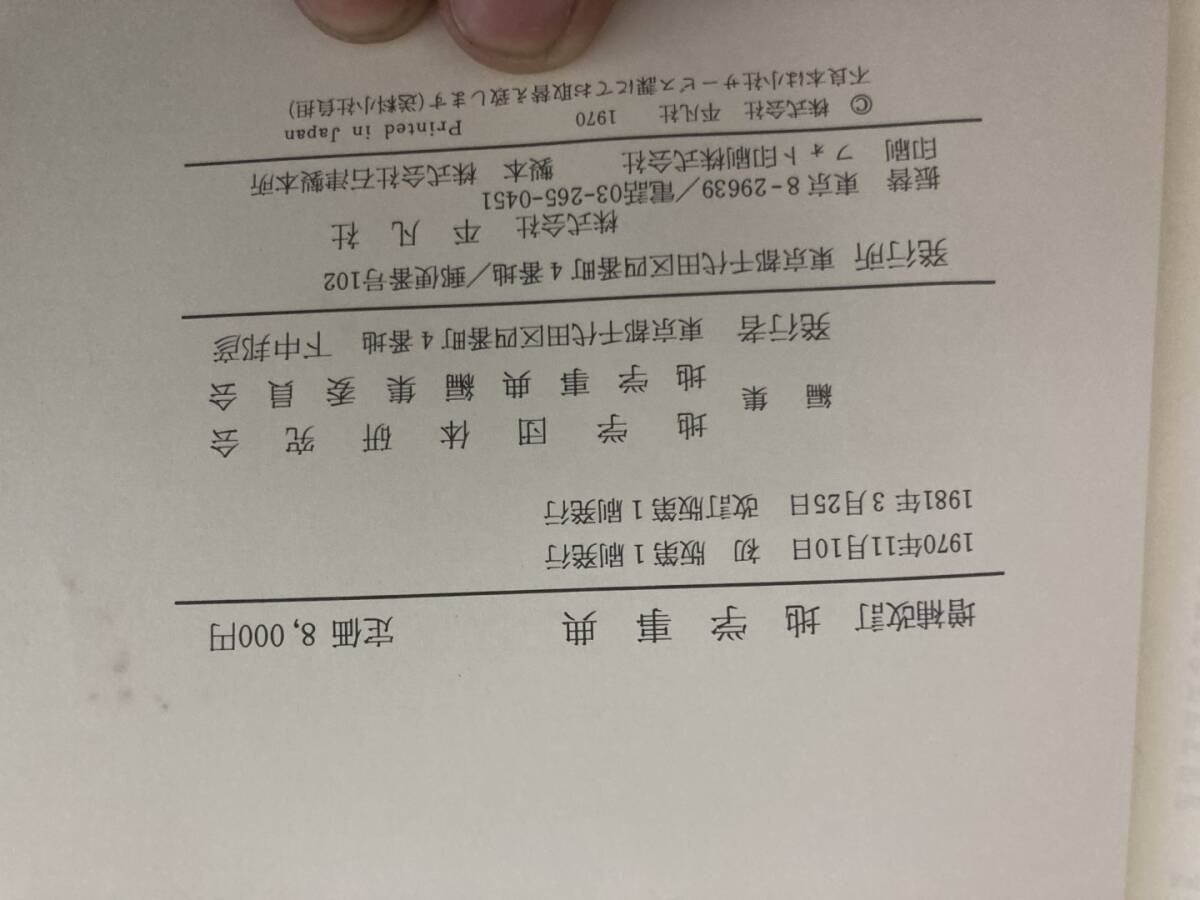 増補改訂 地学事典 定価 8,000円
1970年11月10日 初 版第1刷発行
1981年3月25日 改訂版第1刷発行
編集 地学団体研究会
地学事典編集委員会
発行者 東京都千代田区四番町4番地 下中邦彦
発行所 東京都千代田区四番町4番地/郵便番号102
株式会社 平凡社
振替 東京8-29639/電話03-265-0451
印刷 フォト印刷株式会社 製本 株式会社石津製本所
© 株式会社 平凡社 1970 Printed in Japan
不良本は小社サービス課にてお取替え致します(送料小社負担)